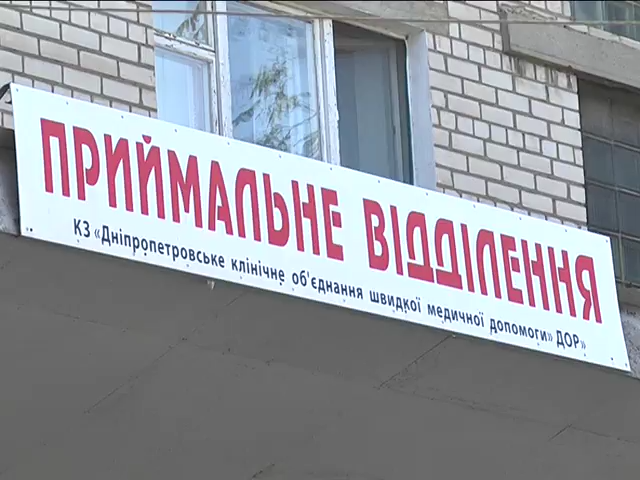 ПРИЙМАЛЬНЕ ВІДДІЛЕННЯ
КЗ «Дніпропетровське клінічне об'єднання швидкої медичної допомоги» ДОР»